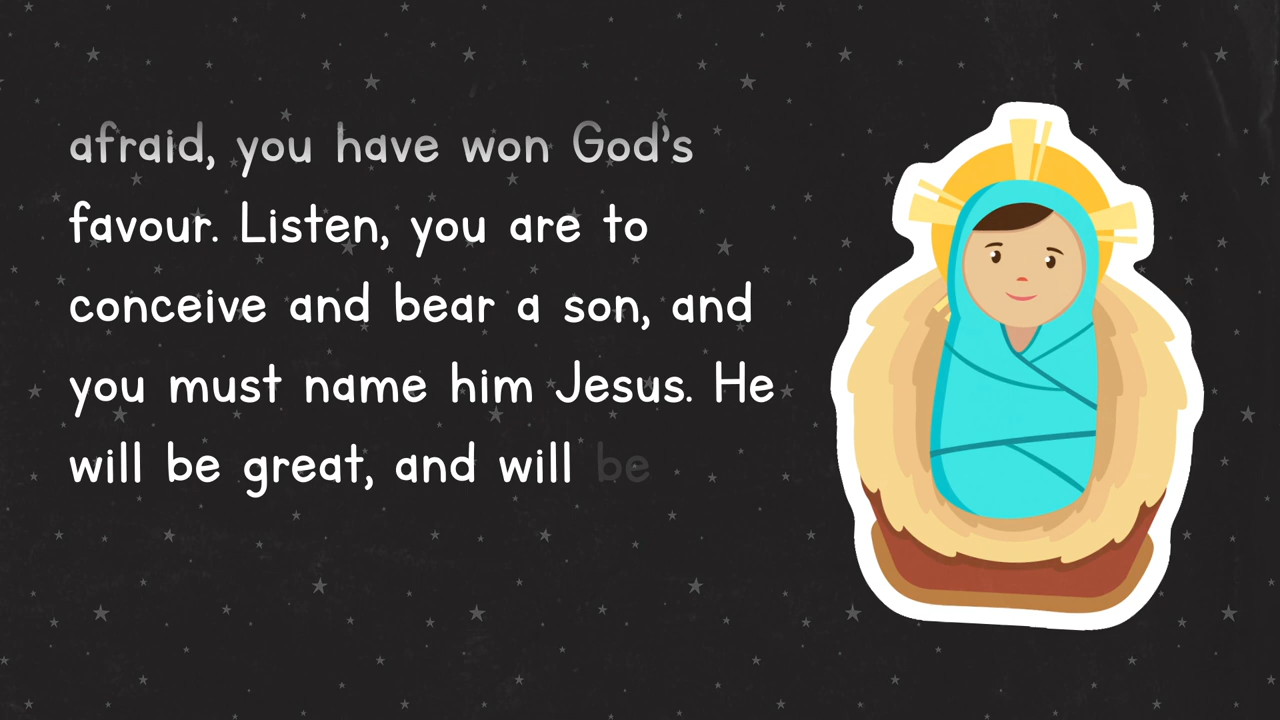 afraid, you have won God's
favour. Listen, you are to
conceive and bear a son, and
you must name him Jesus. He
will be great, and will be